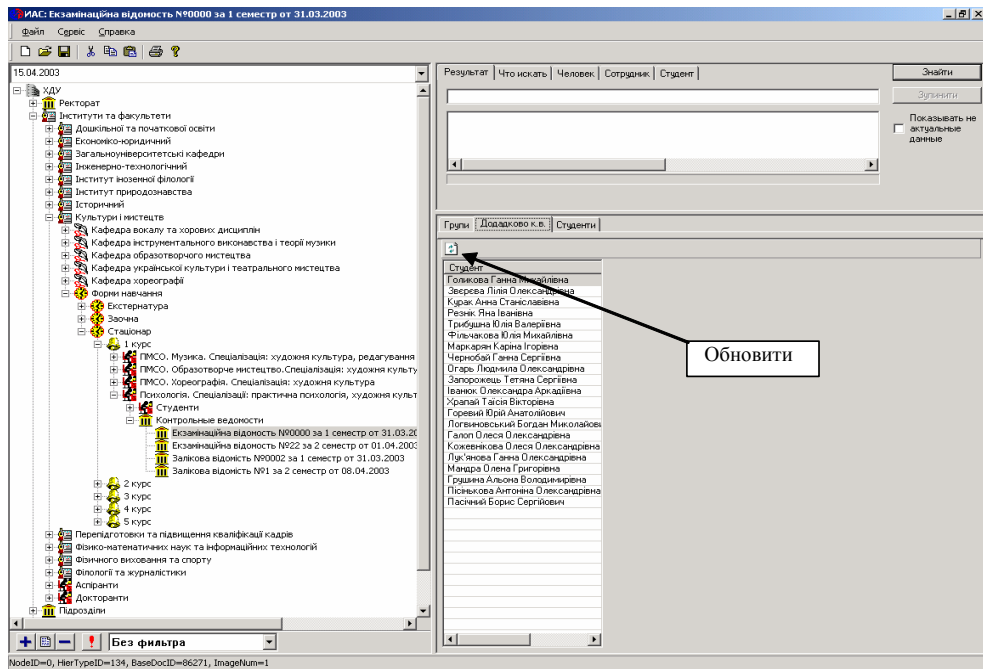 ИАС: Екзамінаційна відомость №0000 за 1 семестр от 31.03.2003
Файл Сервіс Справка
15.04.2003
ХДУ
Ректорат
Інститути та факультети
Дошкільної та початкової освіти
Економіко-юридичний
Загальноуніверситетські кафедри
Інженерно-технологічний
Інститут іноземної філології
Інститут природознавства
Історичний
Культури і мистецтв
Кафедра вокалу та хорових дисциплін
Кафедра інструментального виконавства і теорії музики
Кафедра образотворчого мистецтва
Кафедра української культури і театрального мистецтва
Кафедра хореографії
Форми навчання
Екстернатура
Заочна
Стаціонар
1 курс
ПМСО. Музика. Спеціалізація: художня культура, редагування
ПМСО. Образотворче мистецтво.Спеціалізація: художня культу
ПМСО. Хореографія. Спеціалізація: художня культура
Психологія. Спеціалізації: практична психологія, художня культ
Студенти
Контрольные ведомости
Екзамінаційна відомость №0000 за 1 семестр от 31.03.20
Екзамінаційна відомость №22 за 2 семестр от 01.04.2003
Залікова відомість №0002 за 1 семестр от 31.03.2003
Залікова відомість №1 за 2 семестр от 08.04.2003
2 курс
3 курс
4 курс
5 курс
Перепідготовки та підвищення кваліфікації кадрів
Фізико-математичних наук та інформаційних технологій
Фізичного виховання та спорту
Філології та журналістики
Аспіранти
Докторанти
Підрозділи
Без фильтра
NodeID=0, HierTypeID=134, BaseDocID=86271, ImageNum=1
Результат Что искать Человек Сотрудник Студент
Знайти
Зупинити
Показывать не
актуальные
данные
Групи Додадково к.в. Студенти
Студент
Голикова Ганна Михайлівна
Зверєва Лілія Олександрівна
Курак Анна Станіславівна
Резнік Яна Іванівна
Трибушна Юлія Валеріївна
Фільчакова Юлія Михайлівна
Маркарян Каріна Ігорівна
Чернобай Ганна Сергіївна
Огарь Людмила Олександрівна
Запорожець Тетяна Сергіївна
Іванюк Олександра Аркадіївна
Храпай Таісія Вікторівна
Горевий Юрій Анатолійович
Логвиновський Богдан Миколайови
Галоп Олеся Олександрівна
Кожевнікова Олеся Олександрівна
Лук'янова Ганна Олександрівна
Мандра Олена Григорівна
Грушина Альона Володимирівна
Пісінькова Антоніна Олександрівна
Пасічний Борис Сергійович
Обновити